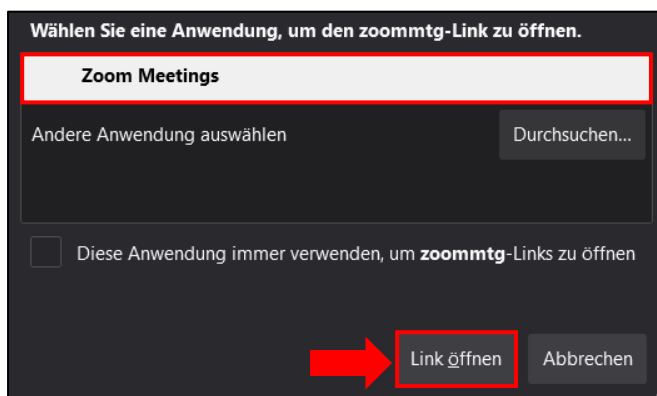 Wählen Sie eine Anwendung, um den zoommtg-Link zu öffnen.
Zoom Meetings
Andere Anwendung auswählen
Durchsuchen...
Diese Anwendung immer verwenden, um zoommtg-Links zu öffnen
Link öffnen
Abbrechen